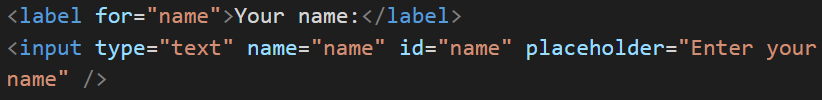 <label for="name">Your name:</label>
<input type="text" name="name" id="name" placeholder="Enter your
name" />